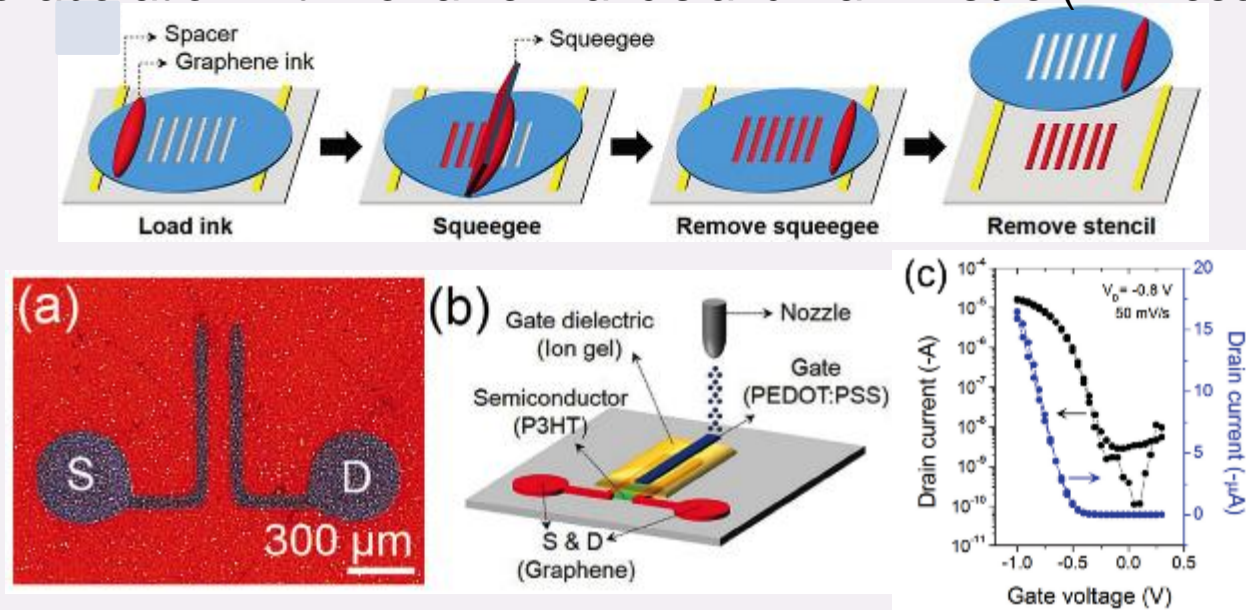 Spacer
Graphene ink
Squeegee
Load ink
Squeegee
Remove squeegee
Remove stencil
(a)
S
D
300 µm
(b)
Gate dielectric
(Ion gel)
Nozzle
Gate
(PEDOT:PSS)
Semiconductor
(P3HT)
S & D
(Graphene)
(c)
V_D = -0.8 V
50 mV/s
Drain current (-A)
10⁻⁴
10⁻⁵
10⁻⁶
10⁻⁷
10⁻⁸
10⁻⁹
10⁻¹⁰
10⁻¹¹
20
15
10
5
0
Drain current (-µA)
-1.0 -0.5 0.0 0.5
Gate voltage (V)